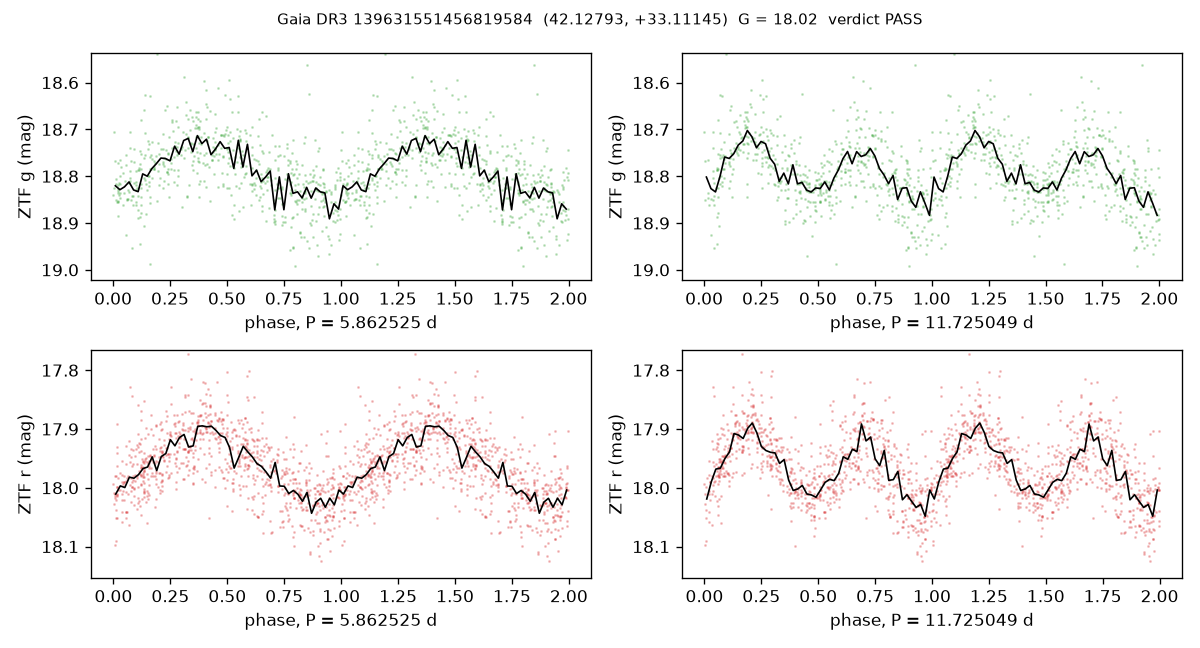 Gaia DR3 139631551456819584  (42.12793, +33.11145)  G = 18.02  verdict PASS
ZTF g (mag)
18.6
18.7
18.8
18.9
19.0
0.00 0.25 0.50 0.75 1.00 1.25 1.50 1.75 2.00
phase, P = 5.862525 d
ZTF g (mag)
18.6
18.7
18.8
18.9
19.0
0.00 0.25 0.50 0.75 1.00 1.25 1.50 1.75 2.00
phase, P = 11.725049 d
ZTF r (mag)
17.8
17.9
18.0
18.1
0.00 0.25 0.50 0.75 1.00 1.25 1.50 1.75 2.00
phase, P = 5.862525 d
ZTF r (mag)
17.8
17.9
18.0
18.1
0.00 0.25 0.50 0.75 1.00 1.25 1.50 1.75 2.00
phase, P = 11.725049 d